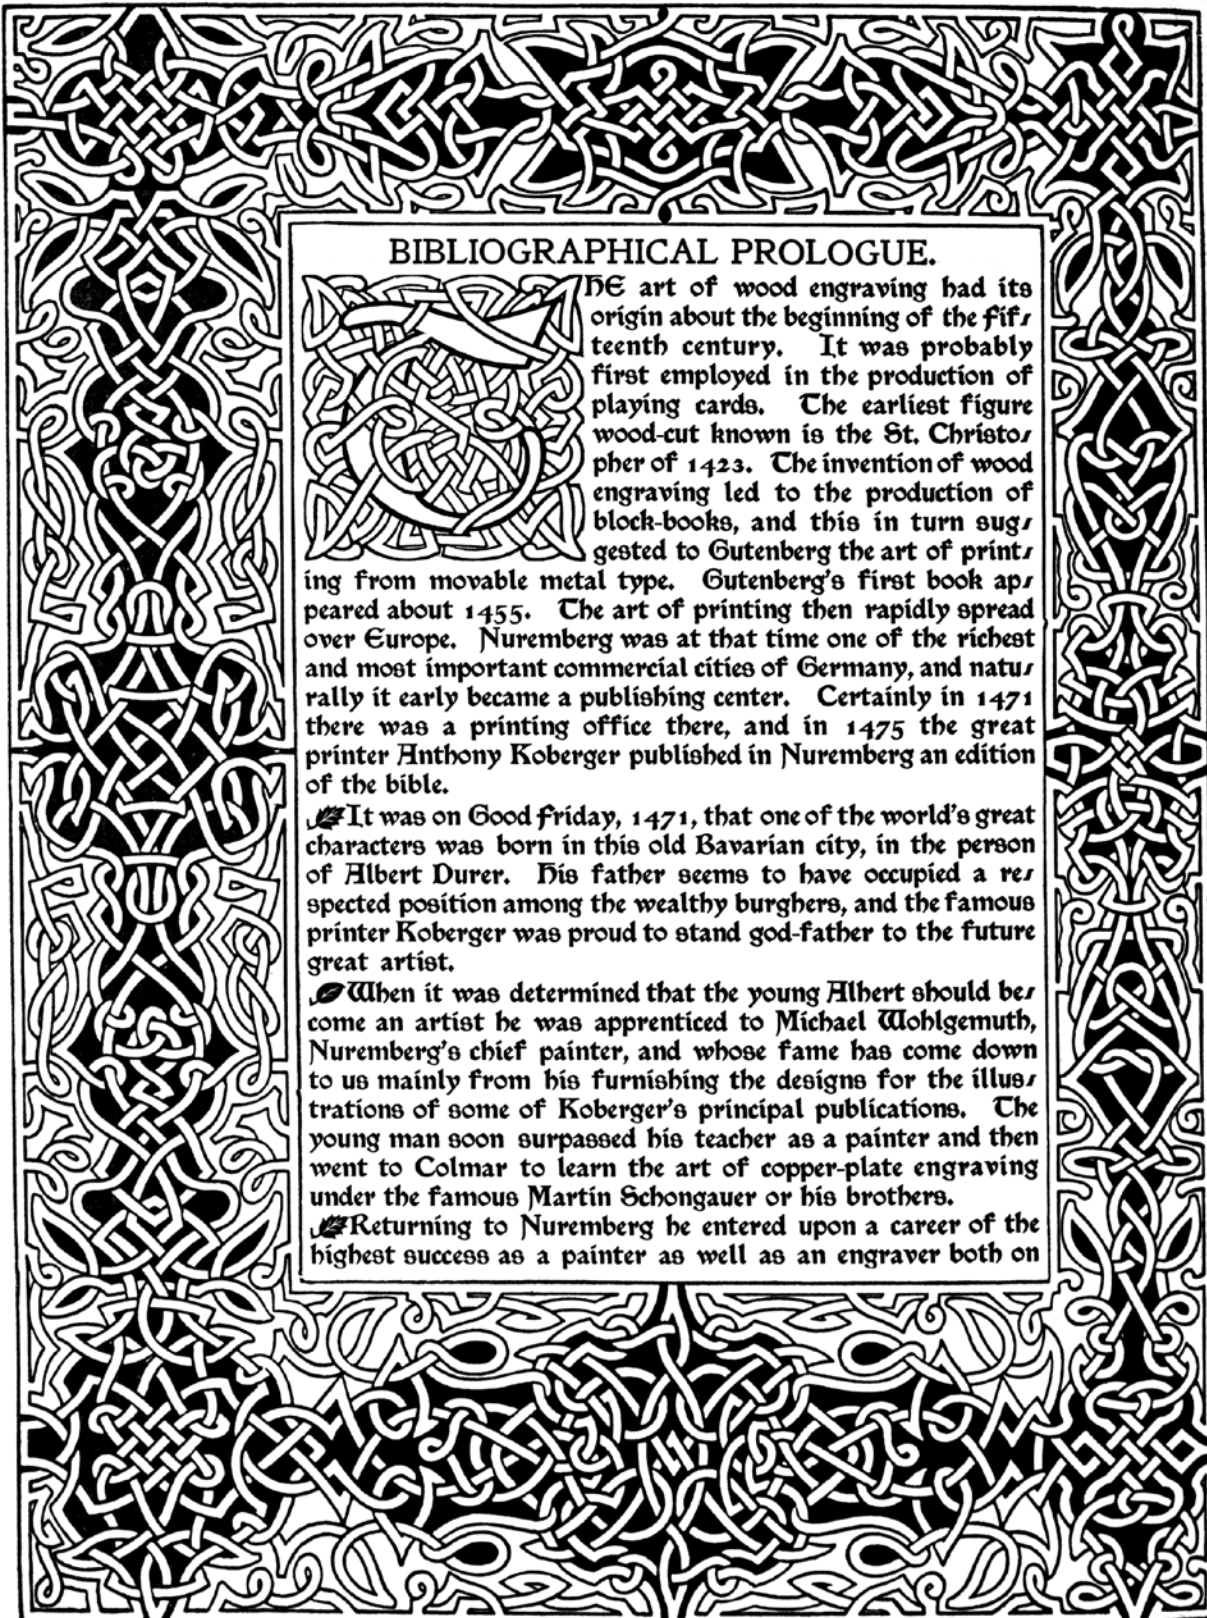 BIBLIOGRAPHICAL PROLOGUE.
THE art of wood engraving had its
origin about the beginning of the fif-
teenth century. It was probably
first employed in the production of
playing cards. The earliest figure
wood-cut known is the St. Christo-
pher of 1423. The invention of wood
engraving led to the production of
block-books, and this in turn sug-
gested to Gutenberg the art of print-
ing from movable metal type. Gutenberg's first book ap-
peared about 1455. The art of printing then rapidly spread
over Europe. Nuremberg was at that time one of the richest
and most important commercial cities of Germany, and natu-
rally it early became a publishing center. Certainly in 1471
there was a printing office there, and in 1475 the great
printer Anthony Koberger published in Nuremberg an edition
of the bible.
It was on Good Friday, 1471, that one of the world's great
characters was born in this old Bavarian city, in the person
of Albert Durer. His father seems to have occupied a re-
spected position among the wealthy burghers, and the famous
printer Koberger was proud to stand god-father to the future
great artist.
When it was determined that the young Albert should be-
come an artist he was apprenticed to Michael Wohlgemuth,
Nuremberg's chief painter, and whose fame has come down
to us mainly from his furnishing the designs for the illus-
trations of some of Koberger's principal publications. The
young man soon surpassed his teacher as a painter and then
went to Colmar to learn the art of copper-plate engraving
under the famous Martin Schongauer or his brothers.
Returning to Nuremberg he entered upon a career of the
highest success as a painter as well as an engraver both on